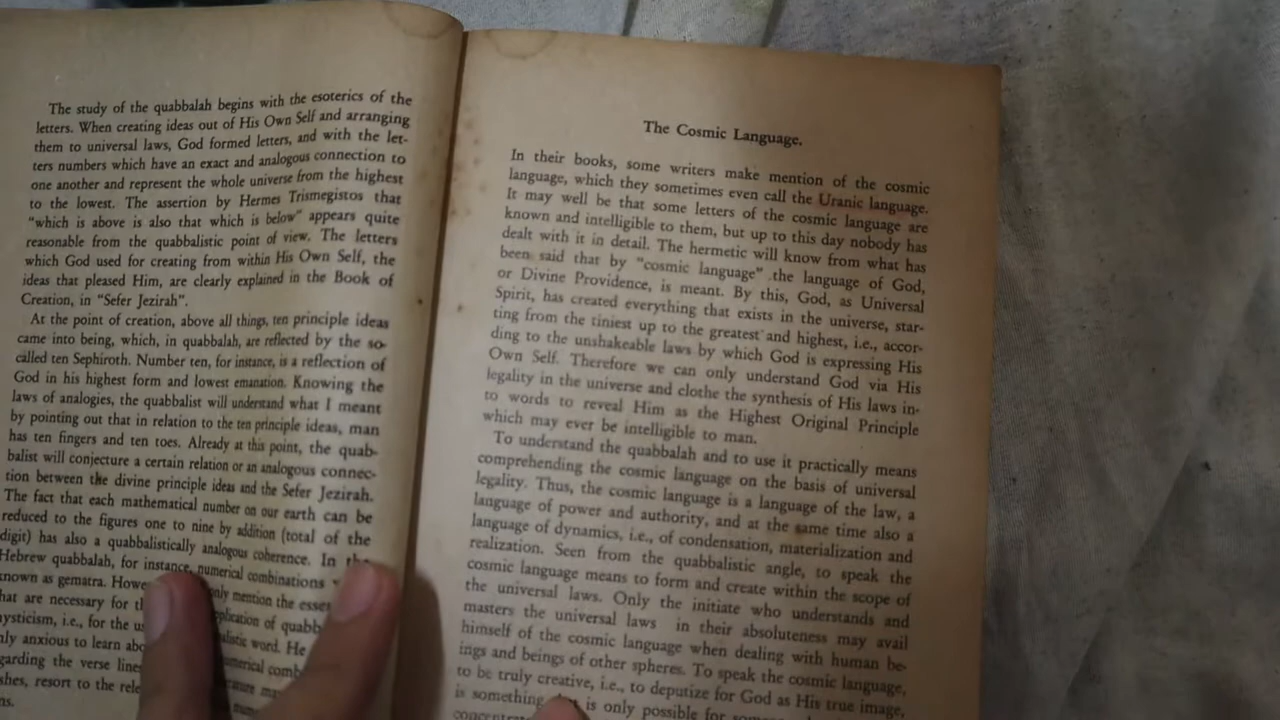 The study of the quabbalah begins with the esoterics of the
letters. When creating ideas out of His Own Self and arranging
them to universal laws, God formed letters, and with the let-
ters numbers which have an exact and analogous connection to
one another and represent the whole universe from the highest
to the lowest. The assertion by Hermes Trismegistos that
"which is above is also that which is below" appears quite
reasonable from the quabbalistic point of view. The letters
which God used for creating from within His Own Self, the
ideas that pleased Him, are clearly explained in the Book of
Creation, in "Sefer Jezirah".
At the point of creation, above all things, ten principle ideas
came into being, which, in quabbalah, are reflected by the so-
called ten Sephiroth. Number ten, for instance, is a reflection of
God in his highest form and lowest emanation. Knowing the
laws of analogies, the quabbalist will understand what I meant
by pointing out that in relation to the ten principle ideas, man
has ten fingers and ten toes. Already at this point, the quab-
balist will conjecture a certain relation or an analogous connec-
tion between the divine principle ideas and the Sefer Jezirah.
The fact that each mathematical number on our earth can be
reduced to the figures one to nine by addition (total of the
digit) has also a quabbalistically analogous coherence. In the
Hebrew quabbalah, for instance, numerical combinations
known as gematra. only mention the
that are necessary for of
mysticism, i.e., for the
anxious to learn He
garding the verse
resort to the
The Cosmic Language.
In their books, some writers make mention of the cosmic
language, which they sometimes even call the Uranic language.
It may well be that some letters of the cosmic language are
known and intelligible to them, but up to this day nobody has
dealt with it in detail. The hermetic will know from what has
been said that by "cosmic language" the language of God,
or Divine Providence, is meant. By this, God, as Universal
Spirit, has created everything that exists in the universe, star-
ting from the tiniest up to the greatest and highest, i.e., accor-
ding to the unshakeable laws by which God is expressing His
Own Self. Therefore we can only understand God via His
legality in the universe and clothe the synthesis of His laws in-
to words to reveal Him as the Highest Original Principle
which may ever be intelligible to man.
To understand the quabbalah and to use it practically means
comprehending the cosmic language on the basis of universal
legality. Thus, the cosmic language is a language of the law, a
language of power and authority, and at the same time also a
language of dynamics, i.e., of condensation, materialization and
realization. Seen from the quabbalistic angle, to speak the
cosmic language means to form and create within the scope of
the universal laws. Only the initiate who understands and
masters the universal laws in their absoluteness may avail
himself of the cosmic language when dealing with human be-
ings and beings of other spheres. To speak the cosmic language,
to be truly creative, i.e., to deputize for God as His true image,
is something is only possible for